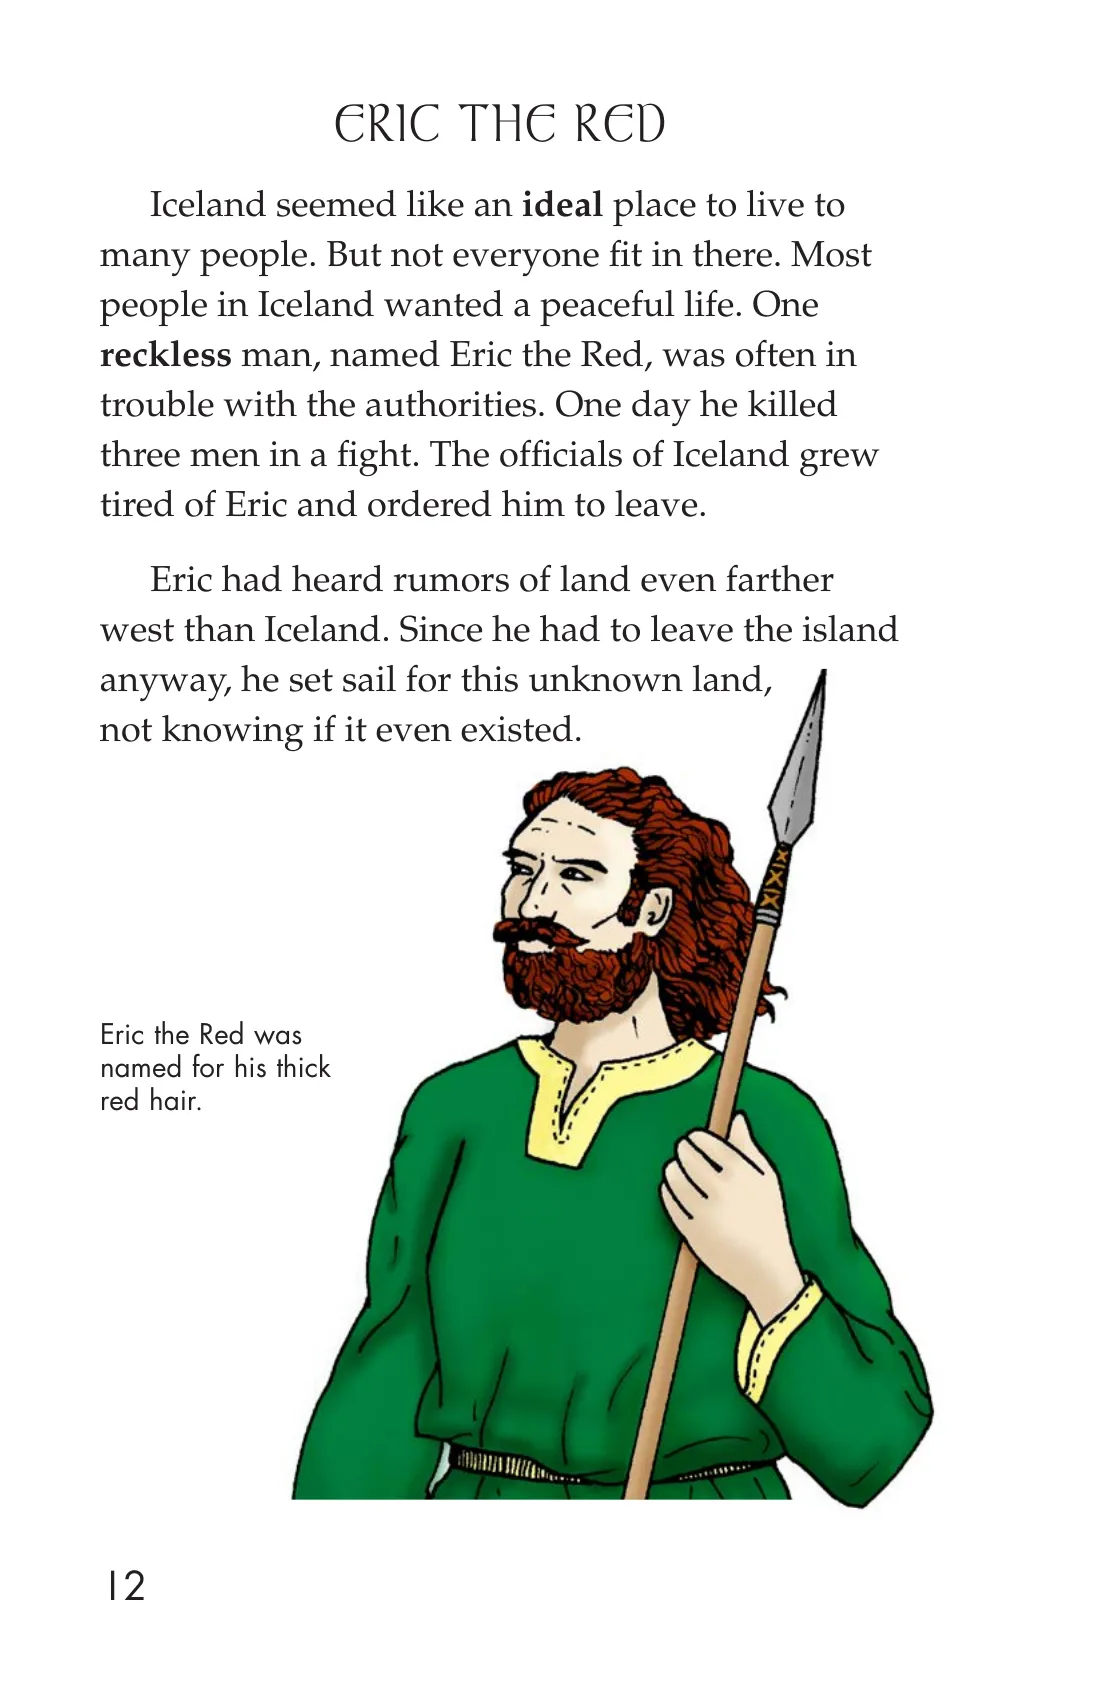 ERIC THE RED
Iceland seemed like an ideal place to live to
many people. But not everyone fit in there. Most
people in Iceland wanted a peaceful life. One
reckless man, named Eric the Red, was often in
trouble with the authorities. One day he killed
three men in a fight. The officials of Iceland grew
tired of Eric and ordered him to leave.
Eric had heard rumors of land even farther
west than Iceland. Since he had to leave the island
anyway, he set sail for this unknown land,
not knowing if it even existed.
Eric the Red was
named for his thick
red hair.
12